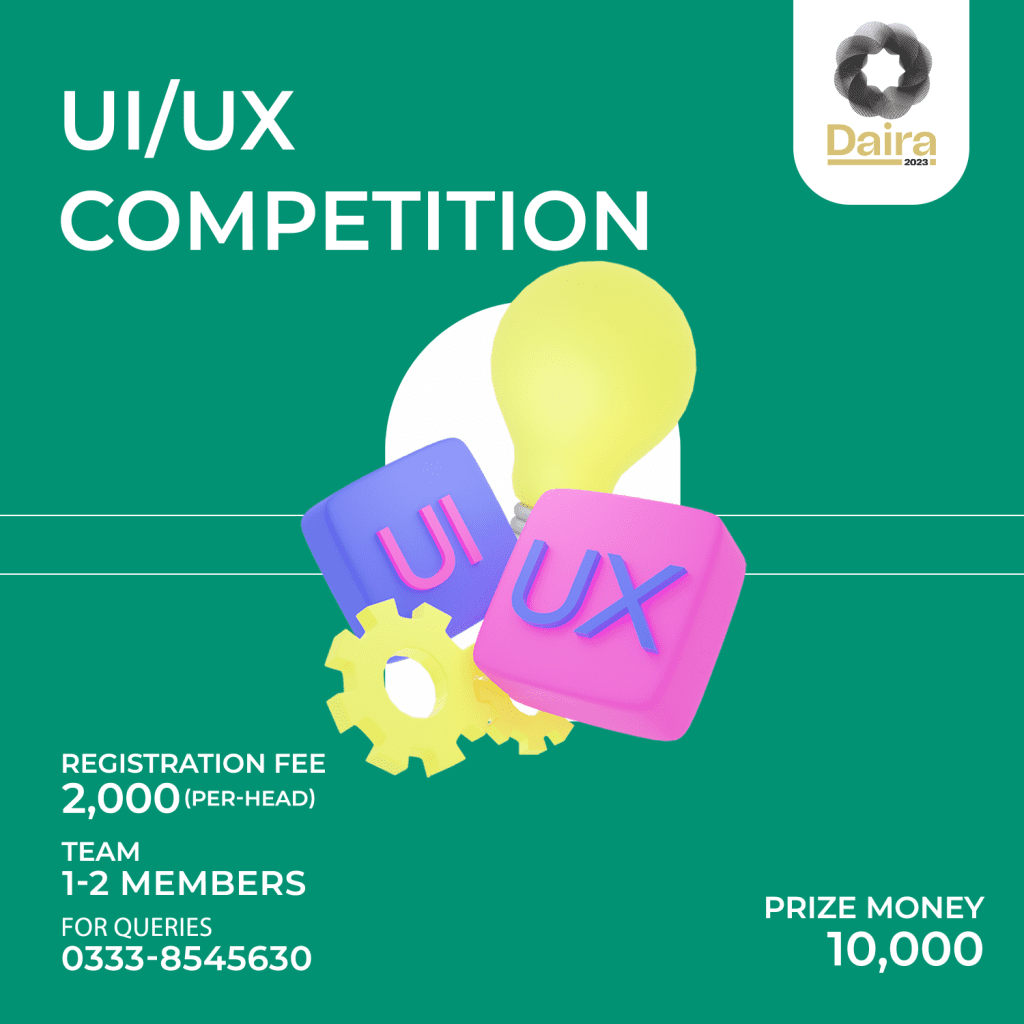 UI/UX
COMPETITION
Daira
2023
UI
UX
REGISTRATION FEE
2,000 (PER-HEAD)
TEAM
1-2 MEMBERS
FOR QUERIES
0333-8545630
PRIZE MONEY
10,000